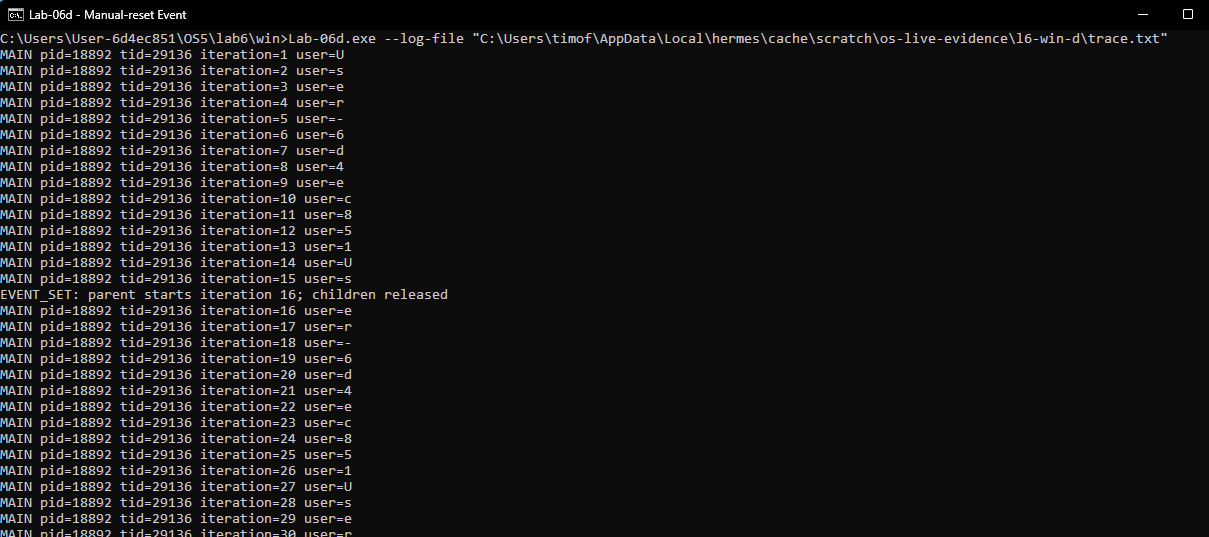 Lab-06d - Manual-reset Event
C:\Users\User-6d4ec851\OS5\lab6\win>Lab-06d.exe --log-file "C:\Users\timof\AppData\Local\hermes\cache\scratch\os-live-evidence\l6-win-d\trace.txt"
MAIN pid=18892 tid=29136 iteration=1 user=U
MAIN pid=18892 tid=29136 iteration=2 user=s
MAIN pid=18892 tid=29136 iteration=3 user=e
MAIN pid=18892 tid=29136 iteration=4 user=r
MAIN pid=18892 tid=29136 iteration=5 user=-
MAIN pid=18892 tid=29136 iteration=6 user=6
MAIN pid=18892 tid=29136 iteration=7 user=d
MAIN pid=18892 tid=29136 iteration=8 user=4
MAIN pid=18892 tid=29136 iteration=9 user=e
MAIN pid=18892 tid=29136 iteration=10 user=c
MAIN pid=18892 tid=29136 iteration=11 user=8
MAIN pid=18892 tid=29136 iteration=12 user=5
MAIN pid=18892 tid=29136 iteration=13 user=1
MAIN pid=18892 tid=29136 iteration=14 user=U
MAIN pid=18892 tid=29136 iteration=15 user=s
EVENT_SET: parent starts iteration 16; children released
MAIN pid=18892 tid=29136 iteration=16 user=e
MAIN pid=18892 tid=29136 iteration=17 user=r
MAIN pid=18892 tid=29136 iteration=18 user=-
MAIN pid=18892 tid=29136 iteration=19 user=6
MAIN pid=18892 tid=29136 iteration=20 user=d
MAIN pid=18892 tid=29136 iteration=21 user=4
MAIN pid=18892 tid=29136 iteration=22 user=e
MAIN pid=18892 tid=29136 iteration=23 user=c
MAIN pid=18892 tid=29136 iteration=24 user=8
MAIN pid=18892 tid=29136 iteration=25 user=5
MAIN pid=18892 tid=29136 iteration=26 user=1
MAIN pid=18892 tid=29136 iteration=27 user=U
MAIN pid=18892 tid=29136 iteration=28 user=s
MAIN pid=18892 tid=29136 iteration=29 user=e
MAIN pid=18892 tid=29136 iteration=30 user=r